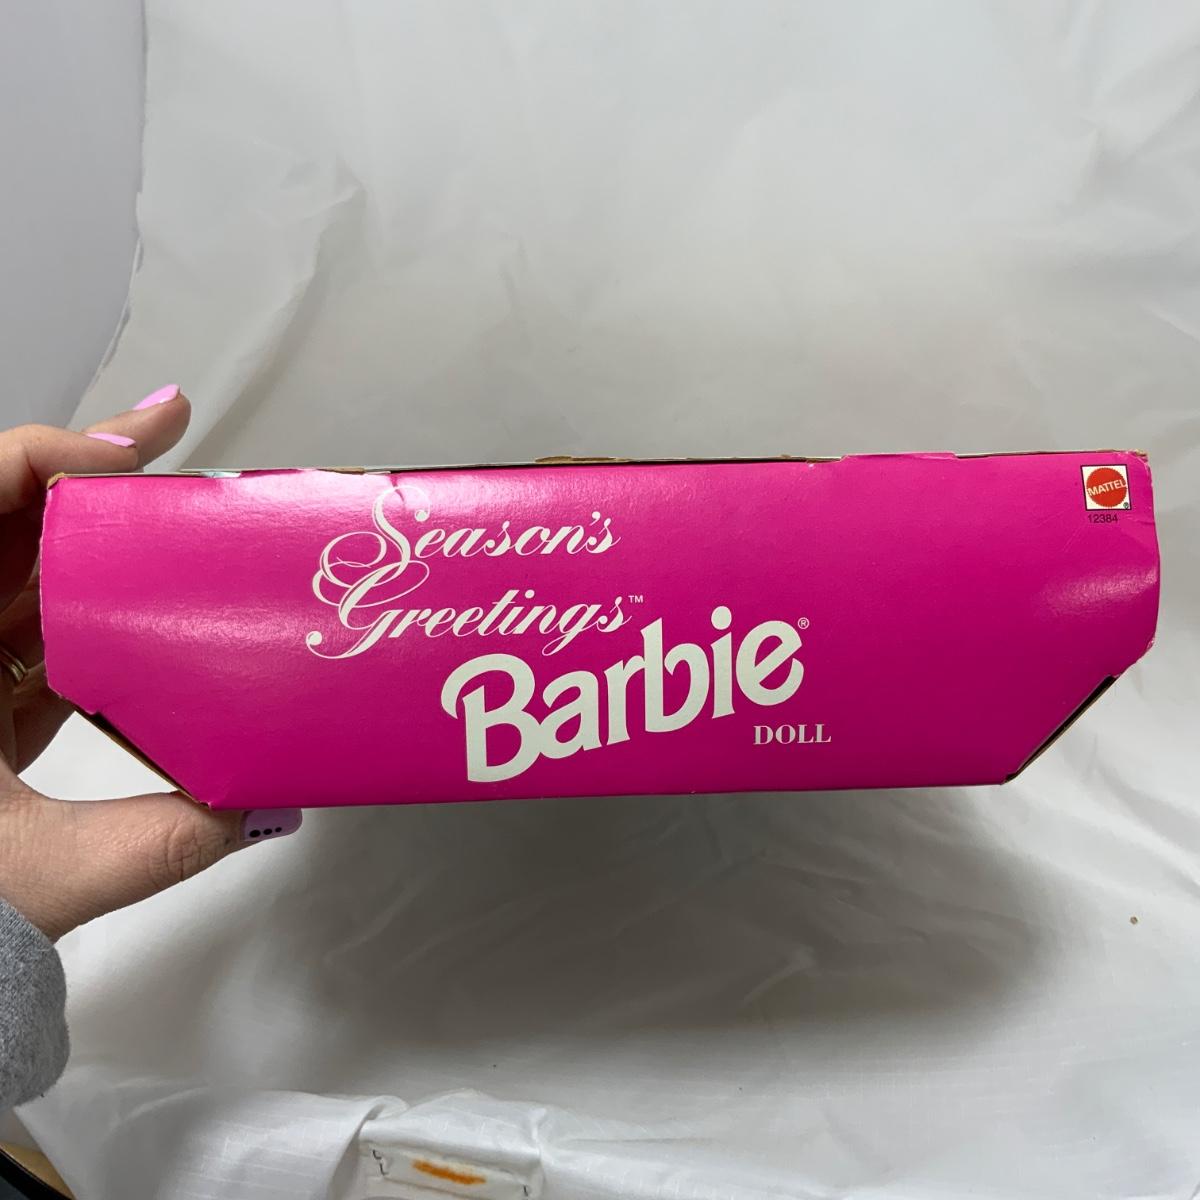 Season's
Greetings™
Barbie®
DOLL
MATTEL®
12384